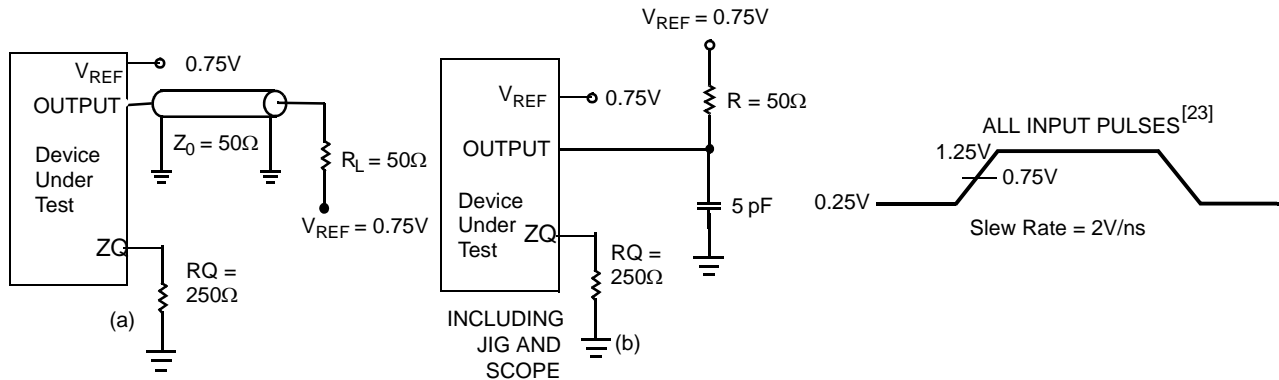 V_REF
0.75V
OUTPUT
Z_0 = 50Ω
Device
Under
Test
R_L = 50Ω
V_REF = 0.75V
ZQ
RQ =
250Ω
(a)
V_REF = 0.75V
V_REF
0.75V
R = 50Ω
OUTPUT
Device
Under
Test
5 pF
ZQ
RQ =
250Ω
INCLUDING
JIG AND
SCOPE
(b)
ALL INPUT PULSES[23]
1.25V
0.75V
0.25V
Slew Rate = 2V/ns